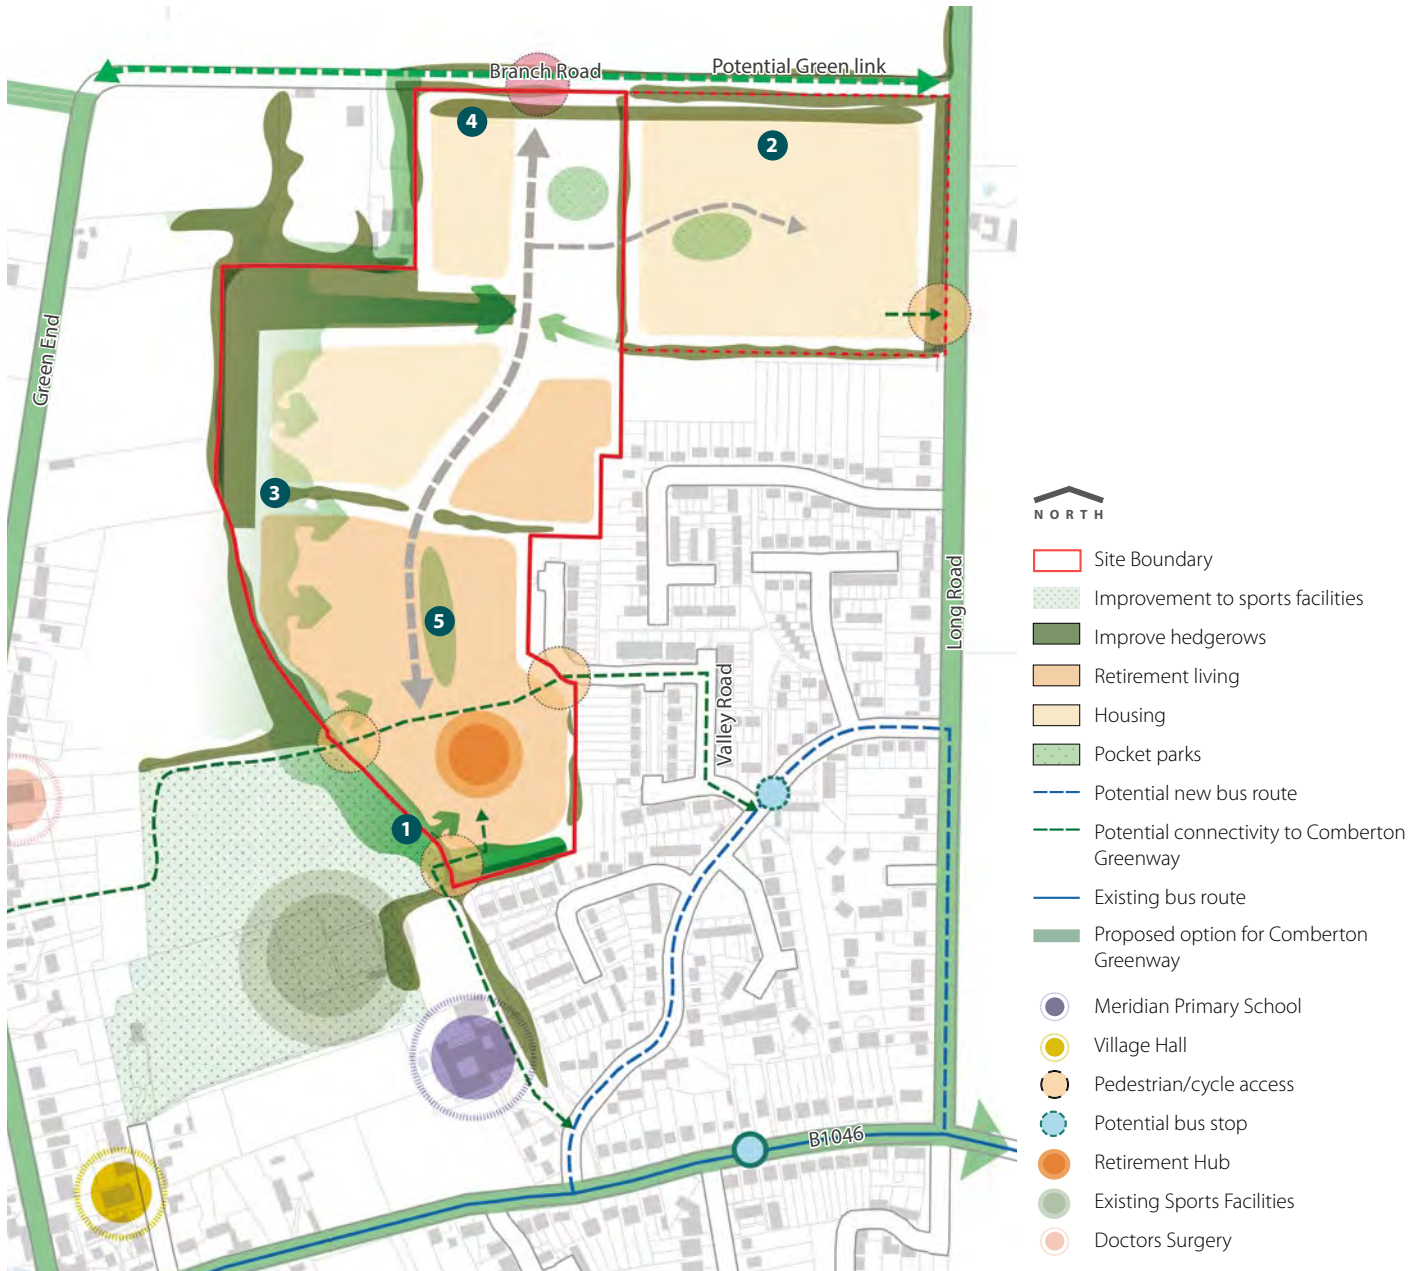 Branch Road
Potential Green link
4
2
Green End
3
5
Valley Road
Long Road
1
B1046
NORTH
Site Boundary
Improvement to sports facilities
Improve hedgerows
Retirement living
Housing
Pocket parks
Potential new bus route
Potential connectivity to Comberton
Greenway
Existing bus route
Proposed option for Comberton
Greenway
Meridian Primary School
Village Hall
Pedestrian/cycle access
Potential bus stop
Retirement Hub
Existing Sports Facilities
Doctors Surgery